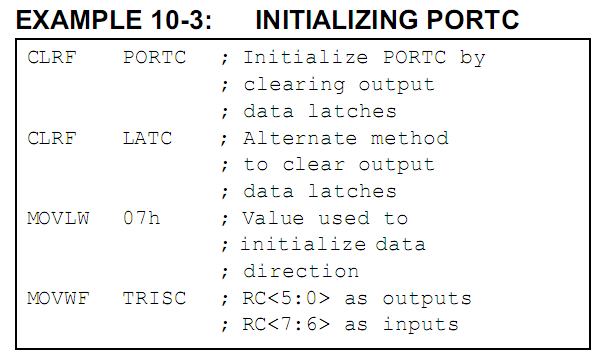 EXAMPLE 10-3: INITIALIZING PORTC
CLRF PORTC ; Initialize PORTC by
; clearing output
; data latches
CLRF LATC ; Alternate method
; to clear output
; data latches
MOVLW 07h ; Value used to
; initialize data
; direction
MOVWF TRISC ; RC<5:0> as outputs
; RC<7:6> as inputs